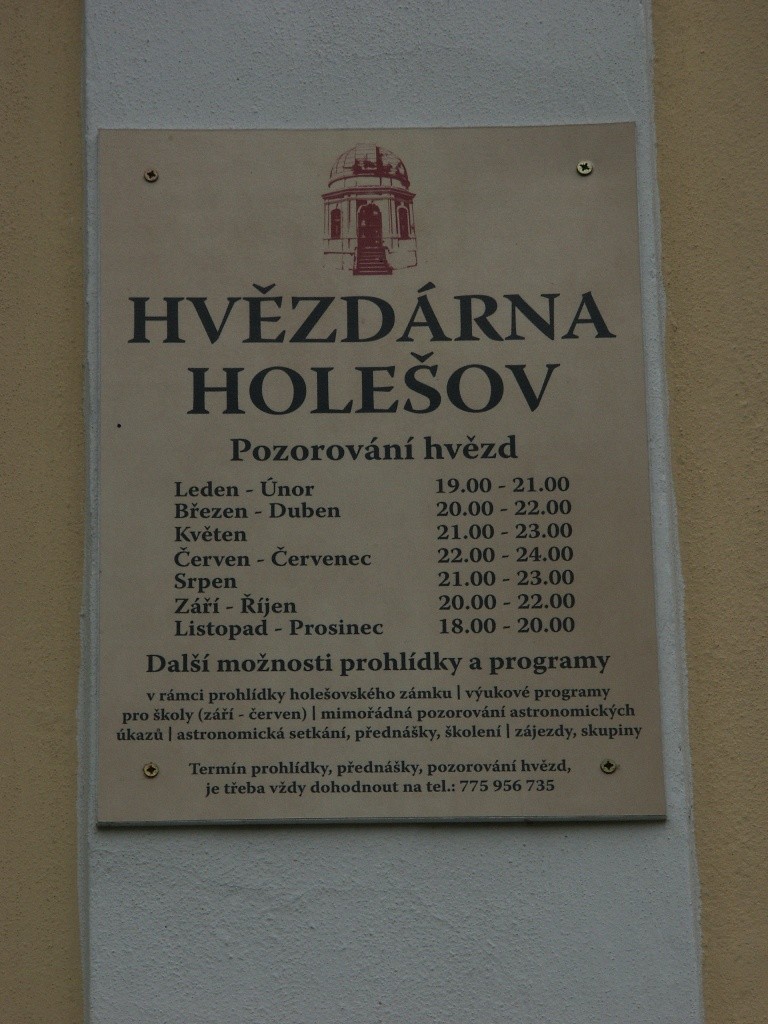 HVĚZDÁRNA
HOLEŠOV
Pozorování hvězd
Leden - Únor 19.00 - 21.00
Březen - Duben 20.00 - 22.00
Květen 21.00 - 23.00
Červen - Červenec 22.00 - 24.00
Srpen 21.00 - 23.00
Září - Říjen 20.00 - 22.00
Listopad - Prosinec 18.00 - 20.00
Další možnosti prohlídky a programy
v rámci prohlídky holešovského zámku | výukové programy
pro školy (září - červen) | mimořádná pozorování astronomických
úkazů | astronomická setkání, přednášky, školení | zájezdy, skupiny
Termín prohlídky, přednášky, pozorování hvězd,
je třeba vždy dohodnout na tel.: 775 956 735